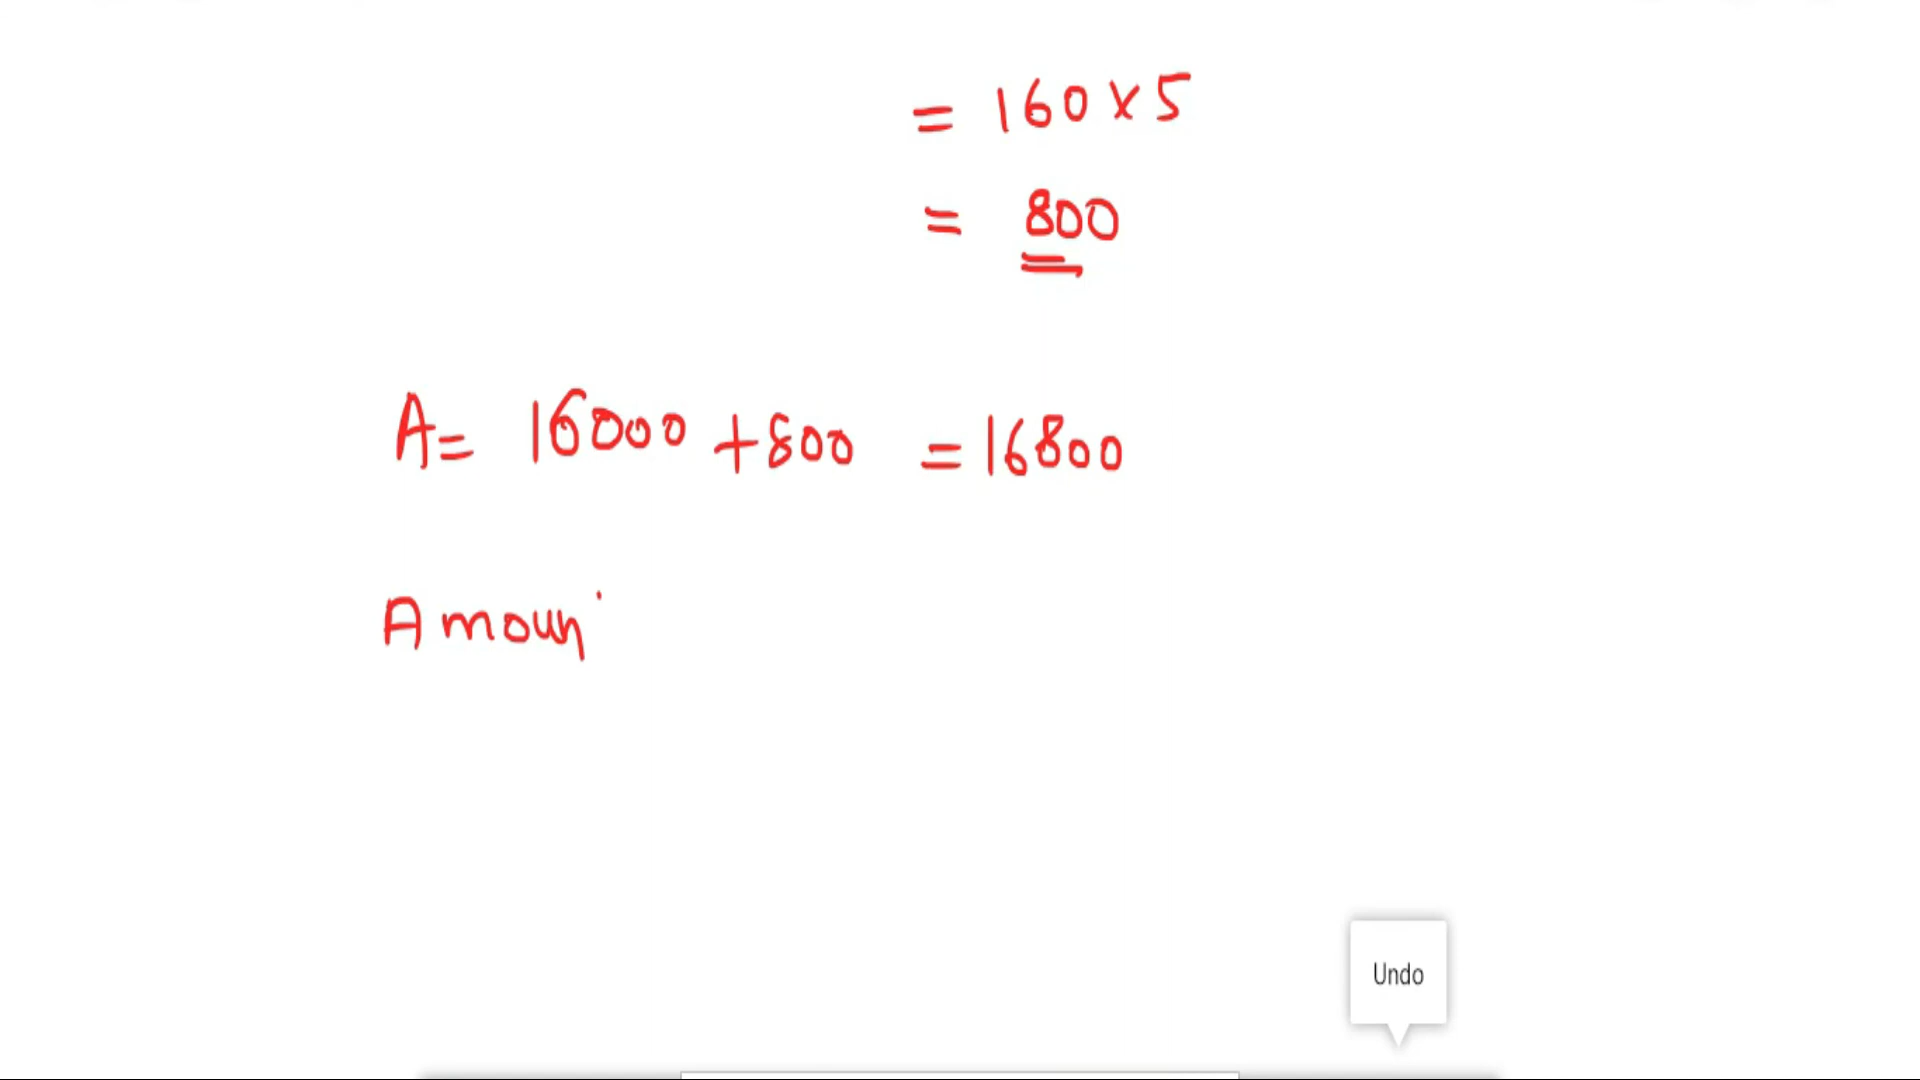 = 160 x 5
= 800
A = 16000 + 800 = 16800
Amoun
Undo